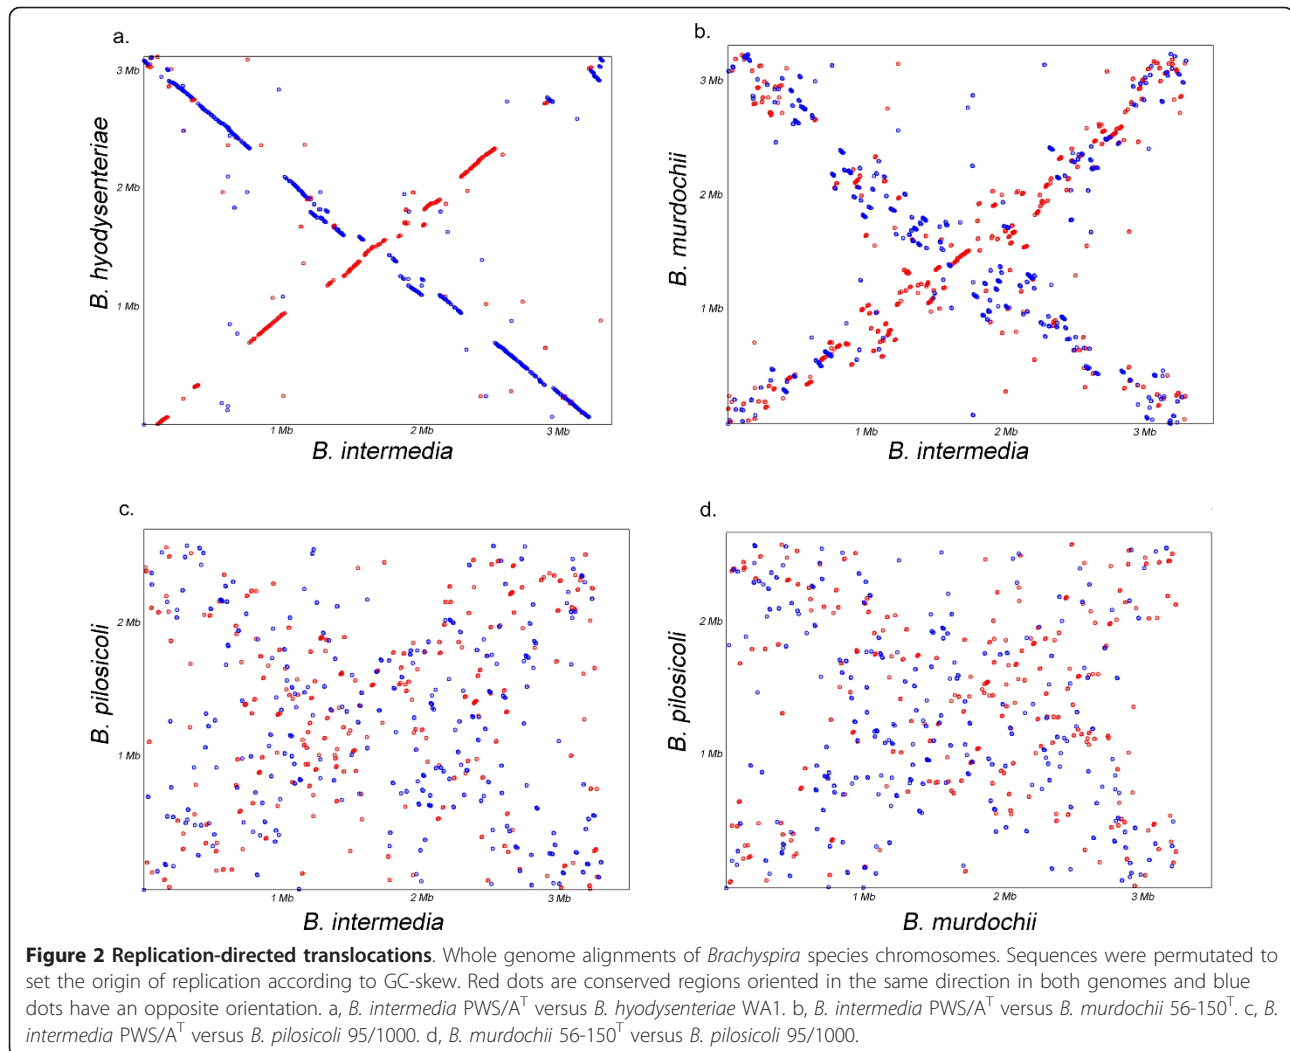 a.
b.
3 Mb
2 Mb
1 Mb
B. hyodysenteriae
1 Mb
2 Mb
3 Mb
B. intermedia
3 Mb
2 Mb
1 Mb
B. murdochii
1 Mb
2 Mb
3 Mb
B. intermedia
c.
d.
2 Mb
1 Mb
B. pilosicoli
1 Mb
2 Mb
3 Mb
B. intermedia
2 Mb
1 Mb
B. pilosicoli
1 Mb
2 Mb
3 Mb
B. murdochii
Figure 2 Replication-directed translocations. Whole genome alignments of Brachyspira species chromosomes. Sequences were permutated to
set the origin of replication according to GC-skew. Red dots are conserved regions oriented in the same direction in both genomes and blue
dots have an opposite orientation. a, B. intermedia PWS/A^T versus B. hyodysenteriae WA1. b, B. intermedia PWS/A^T versus B. murdochii 56-150^T. c, B.
intermedia PWS/A^T versus B. pilosicoli 95/1000. d, B. murdochii 56-150^T versus B. pilosicoli 95/1000.